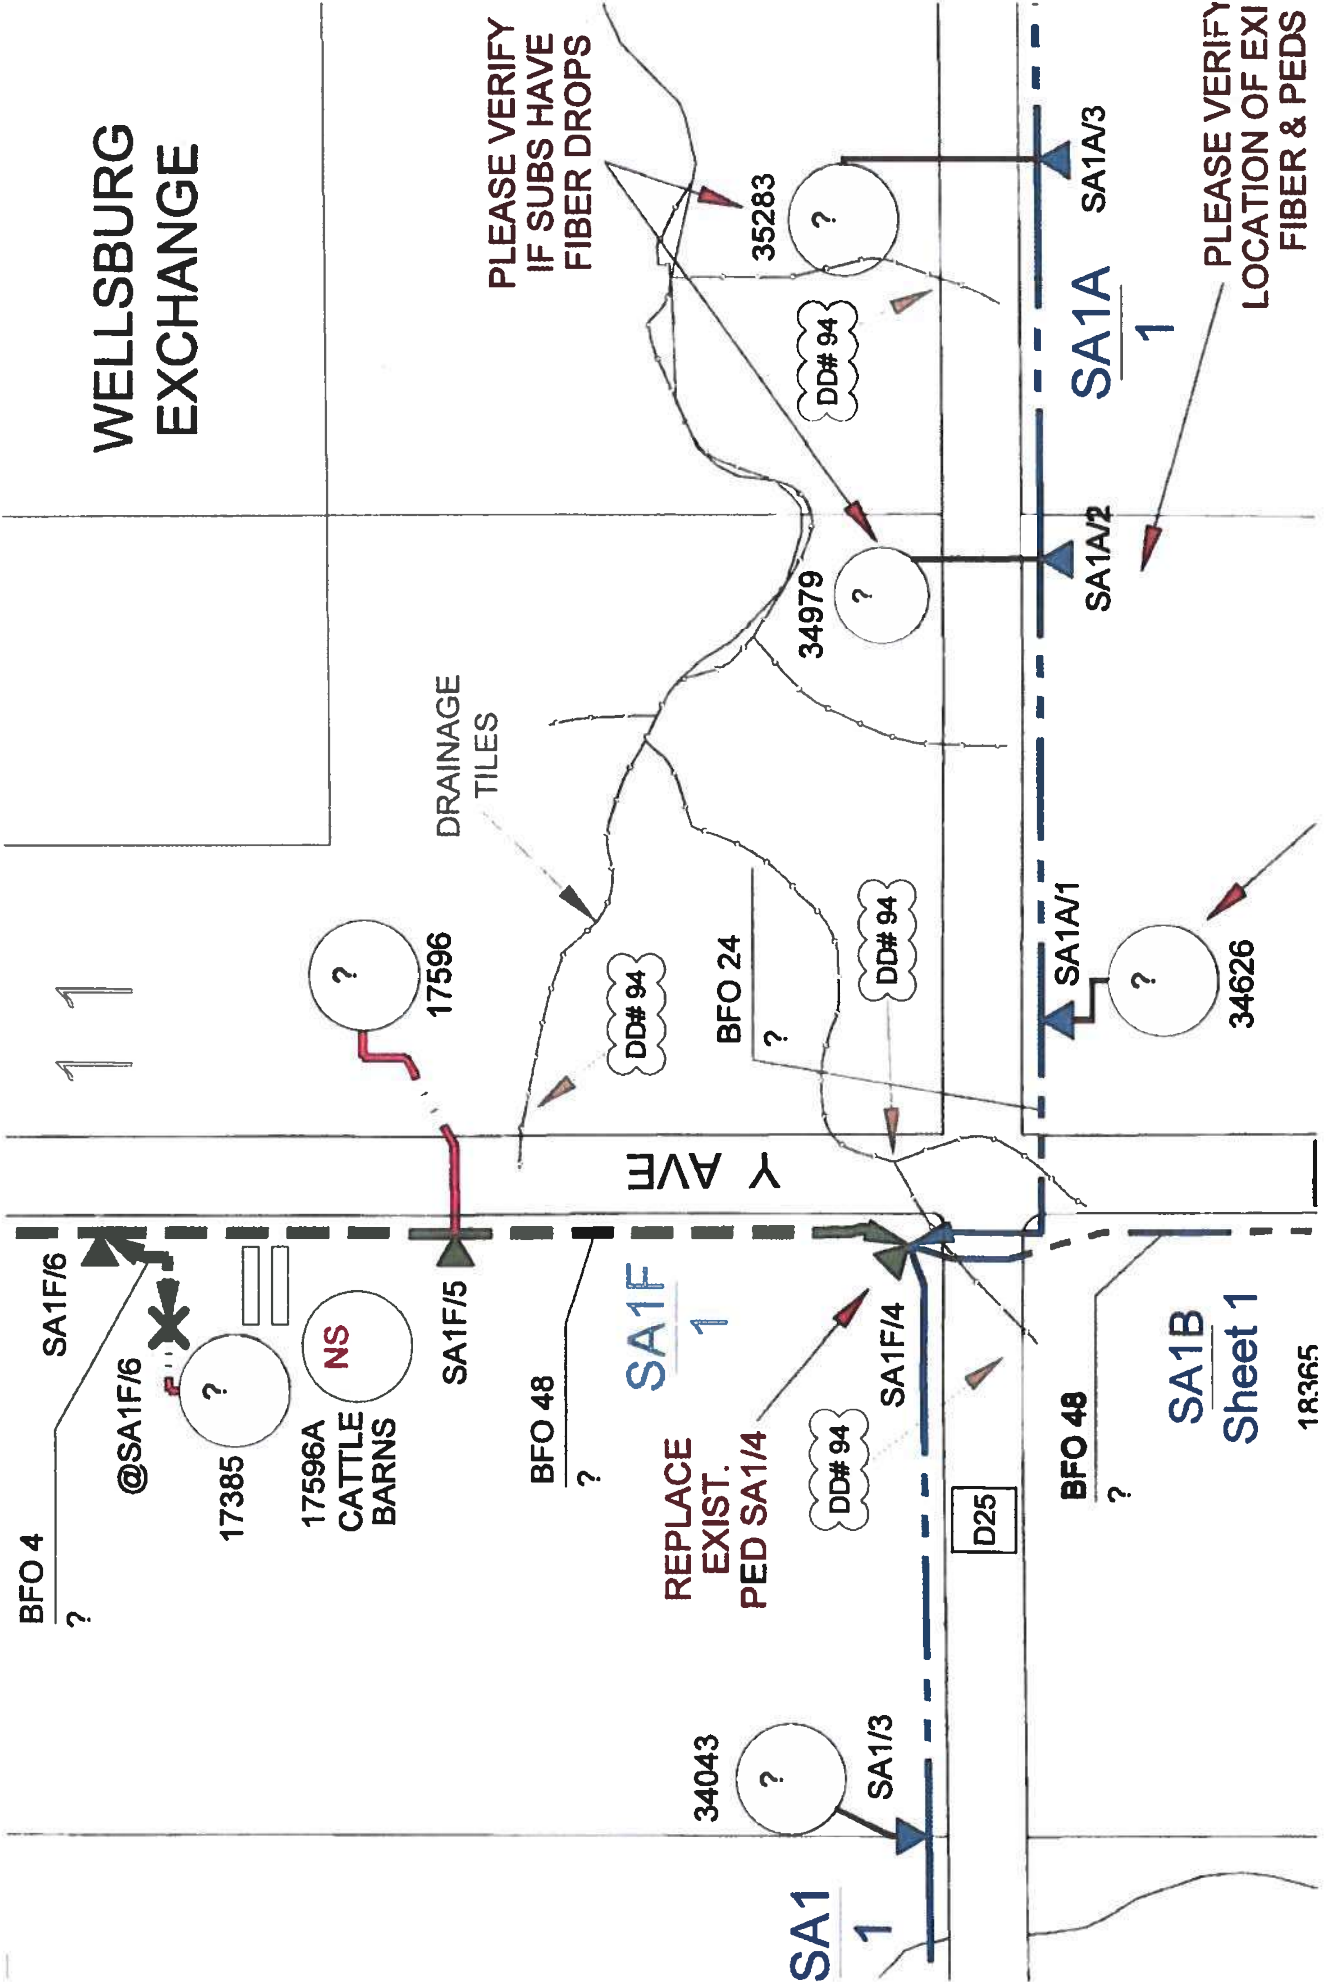 WELLSBURG
EXCHANGE
11
PLEASE VERIFY
IF SUBS HAVE
FIBER DROPS
BFO 4
?
SA1F/6
@SA1F/6
17385
?
17596A
CATTLE
BARNS
NS
SA1F/5
17596
?
DRAINAGE
TILES
BFO 48
?
SA1F
1
Y AVE
DD# 94
BFO 24
?
REPLACE
EXIST.
PED SA1/4
34043
?
SA1/3
SA1F/4
DD# 94
DD# 94
34979
?
35283
?
DD# 94
SA1
1
D25
BFO 48
?
SA1A/1
34626
?
SA1A/2
SA1A
1
SA1A/3
SA1B
Sheet 1
18365
PLEASE VERIFY
LOCATION OF EXI
FIBER & PEDS